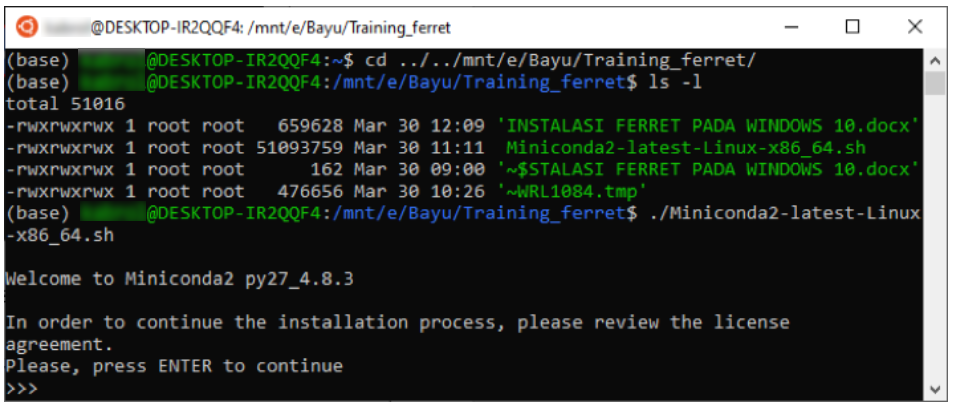 @DESKTOP-IR2QQF4: /mnt/e/Bayu/Training_ferret
(base) @DESKTOP-IR2QQF4:~$ cd ../../mnt/e/Bayu/Training_ferret/
(base) @DESKTOP-IR2QQF4:/mnt/e/Bayu/Training_ferret$ ls -l
total 51016
-rwxrwxrwx 1 root root   659628 Mar 30 12:09 'INSTALASI FERRET PADA WINDOWS 10.docx'
-rwxrwxrwx 1 root root 51093759 Mar 30 11:11  Miniconda2-latest-Linux-x86_64.sh
-rwxrwxrwx 1 root root      162 Mar 30 09:00 '~$STALASI FERRET PADA WINDOWS 10.docx'
-rwxrwxrwx 1 root root   476656 Mar 30 10:26 '~WRL1084.tmp'
(base) @DESKTOP-IR2QQF4:/mnt/e/Bayu/Training_ferret$ ./Miniconda2-latest-Linux
-x86_64.sh
Welcome to Miniconda2 py27_4.8.3
In order to continue the installation process, please review the license
agreement.
Please, press ENTER to continue
>>>